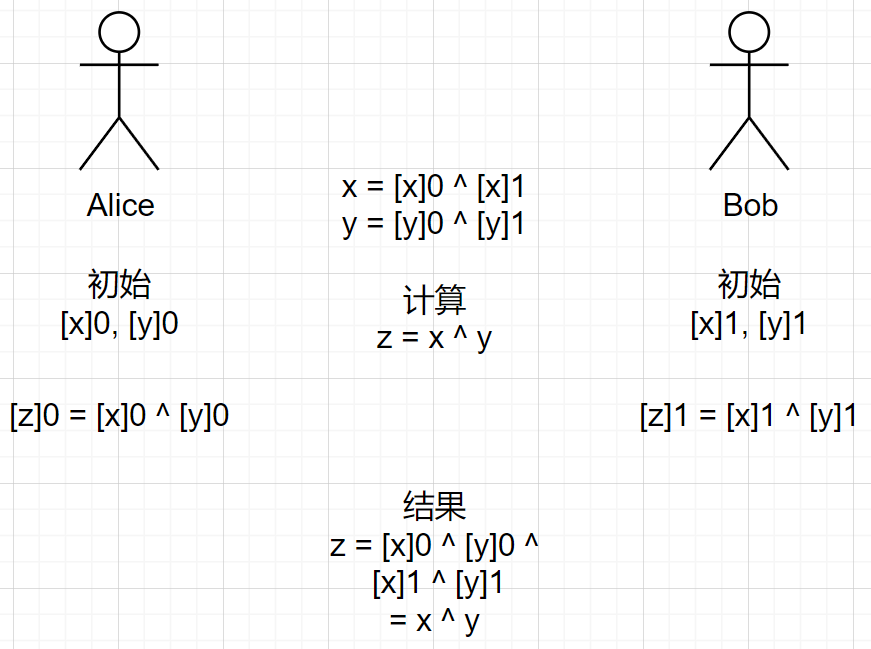 Alice
Bob
x = [x]0 ^ [x]1
y = [y]0 ^ [y]1
初始
[x]0, [y]0
计算
z = x ^ y
初始
[x]1, [y]1
[z]0 = [x]0 ^ [y]0
[z]1 = [x]1 ^ [y]1
结果
z = [x]0 ^ [y]0 ^
[x]1 ^ [y]1
= x ^ y